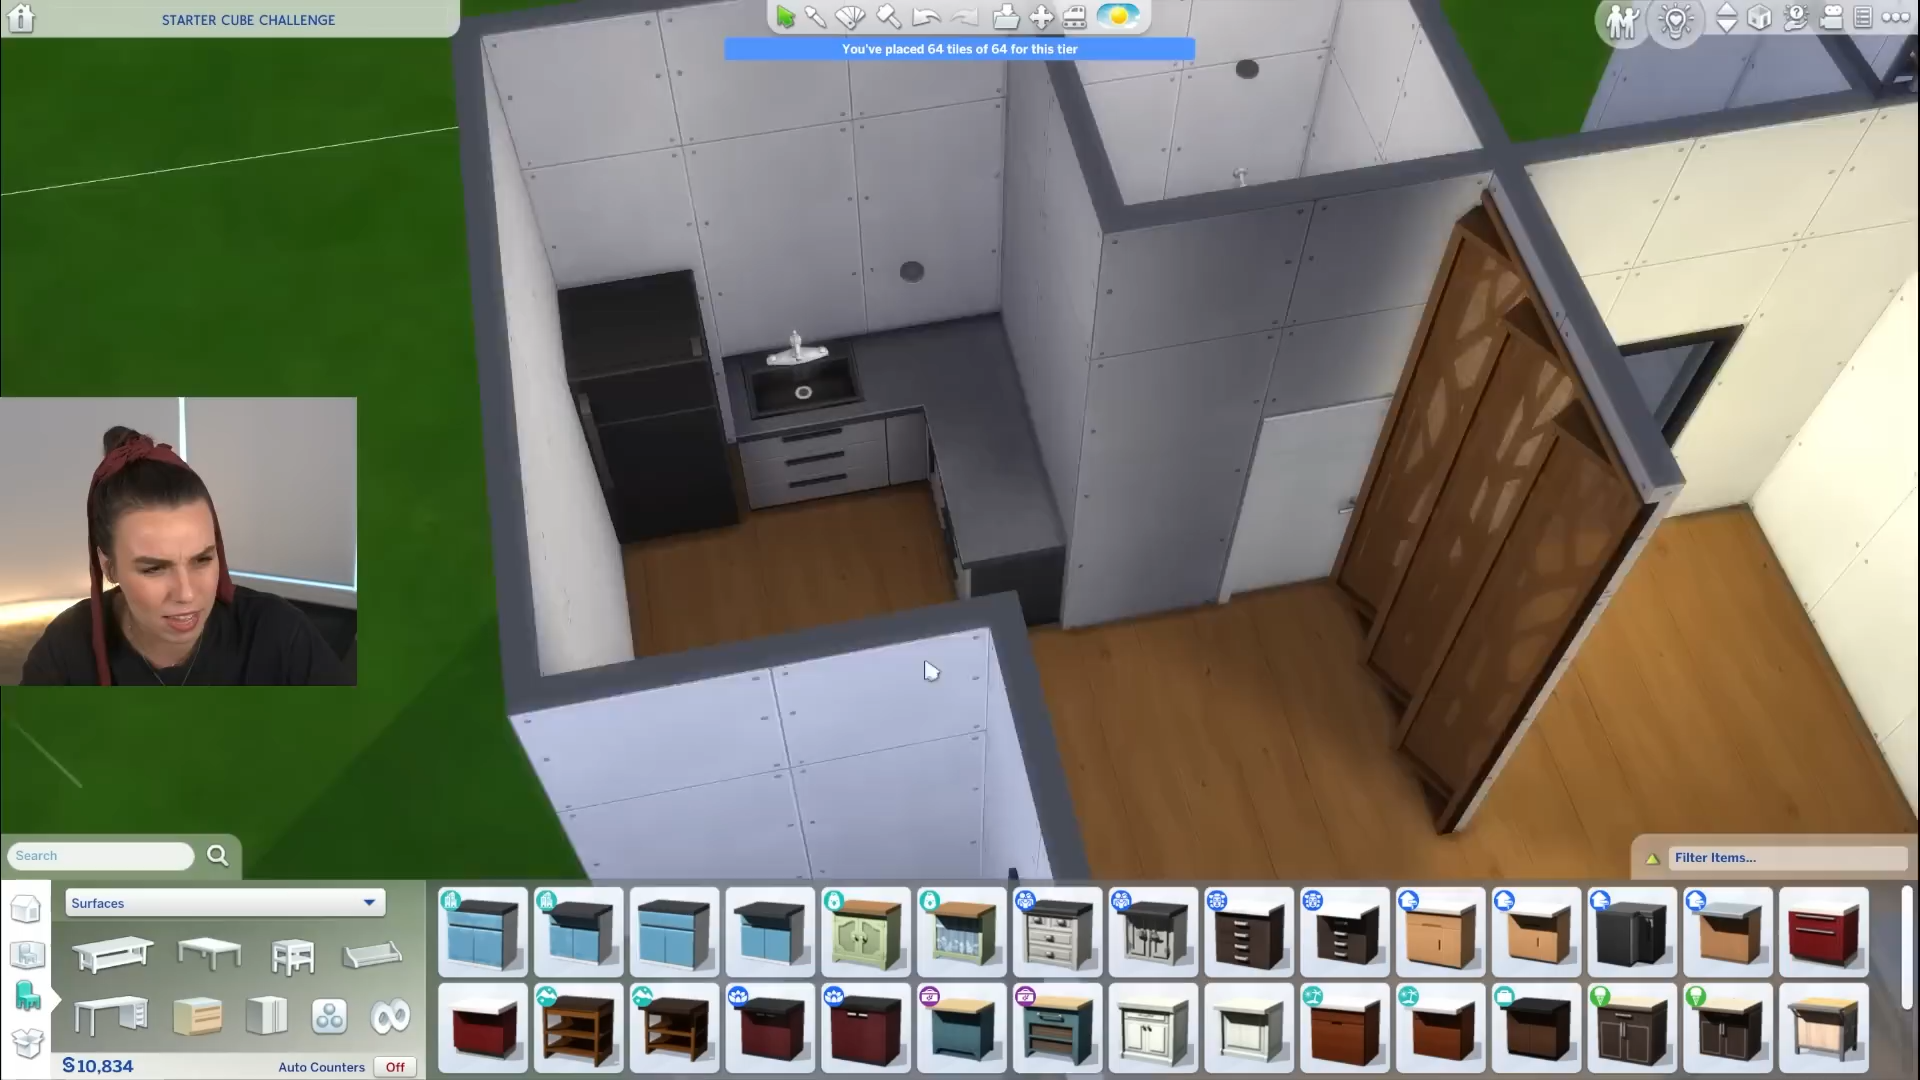 STARTER CUBE CHALLENGE
You've placed 64 tiles of 64 for this tier
Search
Filter Items...
Surfaces
§10,834
Auto Counters
Off